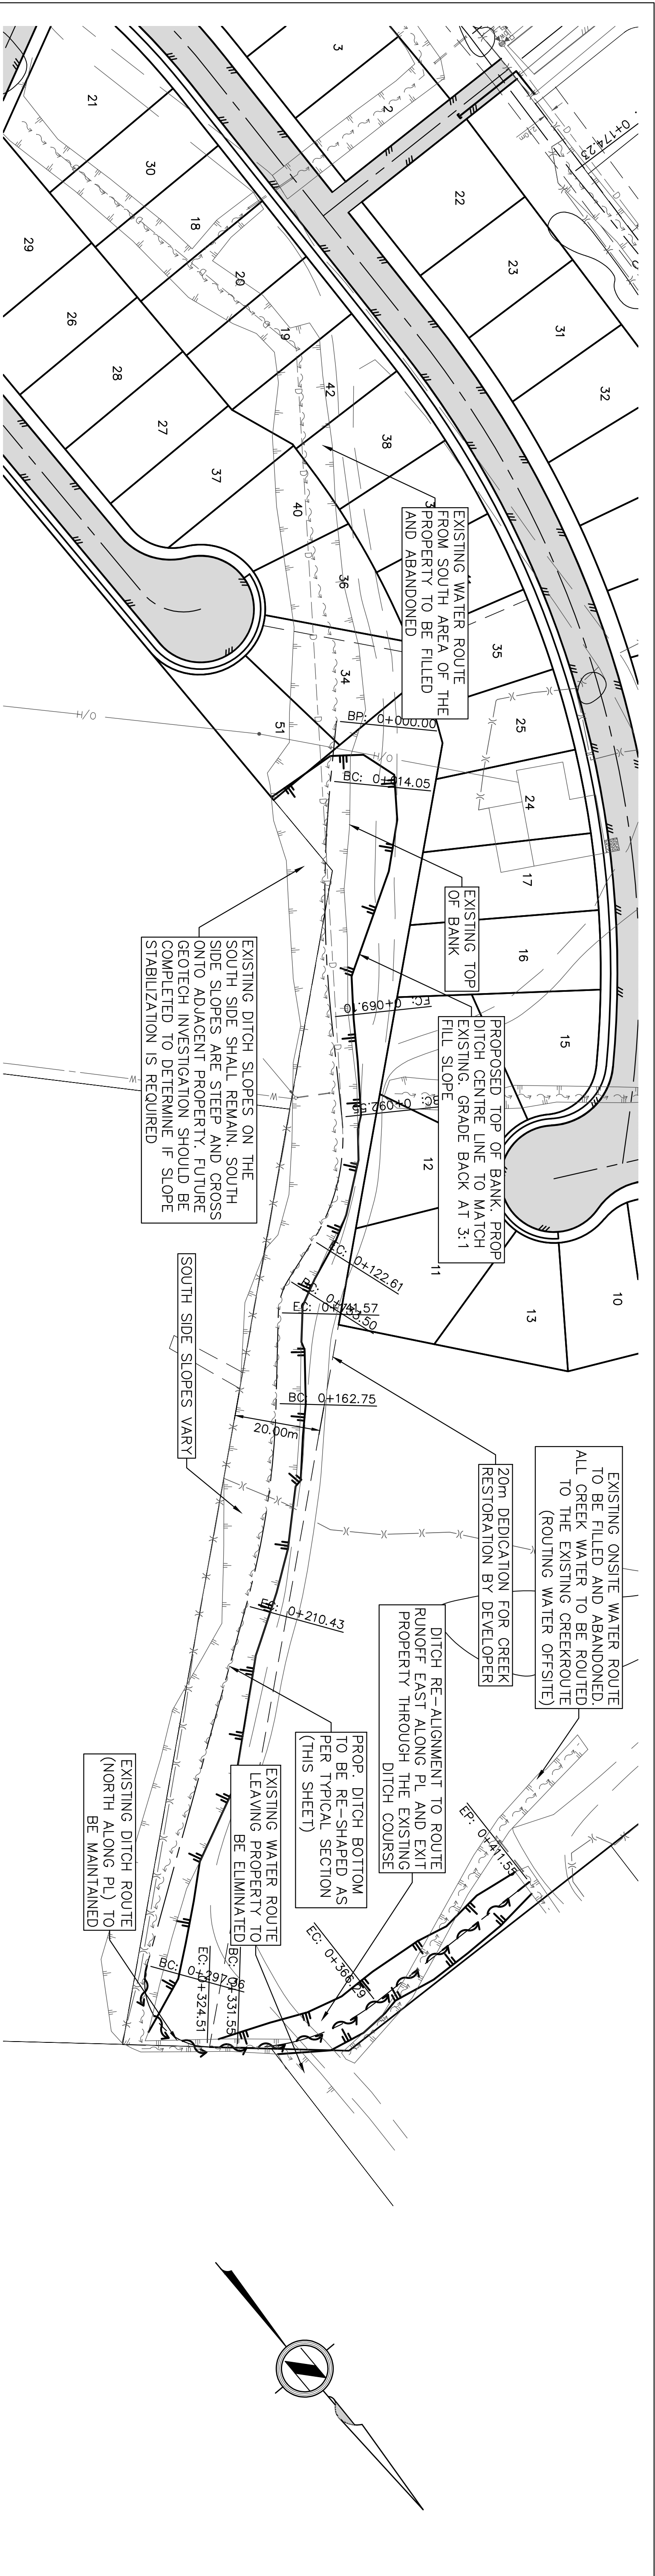 3
2
21
30
18
20
19
29
26
28
27
37
42
38
40
36
34
51
22
23
31
32
35
25
24
17
16
15
12
11
13
10
0+174.23
EXISTING WATER ROUTE
FROM SOUTH AREA OF THE
PROPERTY TO BE FILLED
AND ABANDONED
3
H/O
H/O
BP: 0+000.00
BC: 0+014.05
EXISTING TOP
OF BANK
EC: 0+069.10
PROPOSED TOP OF BANK. PROP
DITCH CENTRE LINE TO MATCH
EXISTING. GRADE BACK AT 3:1
FILL SLOPE
EXISTING DITCH SLOPES ON THE
SOUTH SIDE SHALL REMAIN. SOUTH
SIDE SLOPES ARE STEEP AND CROSS
ONTO ADJACENT PROPERTY. FUTURE
GEOTECH INVESTIGATION SHOULD BE
COMPLETED TO DETERMINE IF SLOPE
STABILIZATION IS REQUIRED
W
W
EC: 0+122.61
EC: 0+141.57
BC: 0+162.75
20.00m
SOUTH SIDE SLOPES VARY
20m DEDICATION FOR CREEK
RESTORATION BY DEVELOPER
EXISTING ONSITE WATER ROUTE
TO BE FILLED AND ABANDONED.
ALL CREEK WATER TO BE ROUTED
TO THE EXISTING CREEKROUTE
(ROUTING WATER OFFSITE)
EC: 0+210.43
DITCH RE-ALIGNMENT TO ROUTE
RUNOFF EAST ALONG PL AND EXIT
PROPERTY THROUGH THE EXISTING
DITCH COURSE
PROP. DITCH BOTTOM
TO BE RE-SHAPED AS
PER TYPICAL SECTION
(THIS SHEET)
EXISTING WATER ROUTE
LEAVING PROPERTY TO
BE ELIMINATED
EXISTING DITCH ROUTE
(NORTH ALONG PL) TO
BE MAINTAINED
EP: 0+411.55
EC: 0+366.29
BC: 0+331.55
EC: 0+324.51
BC: 0+297.96